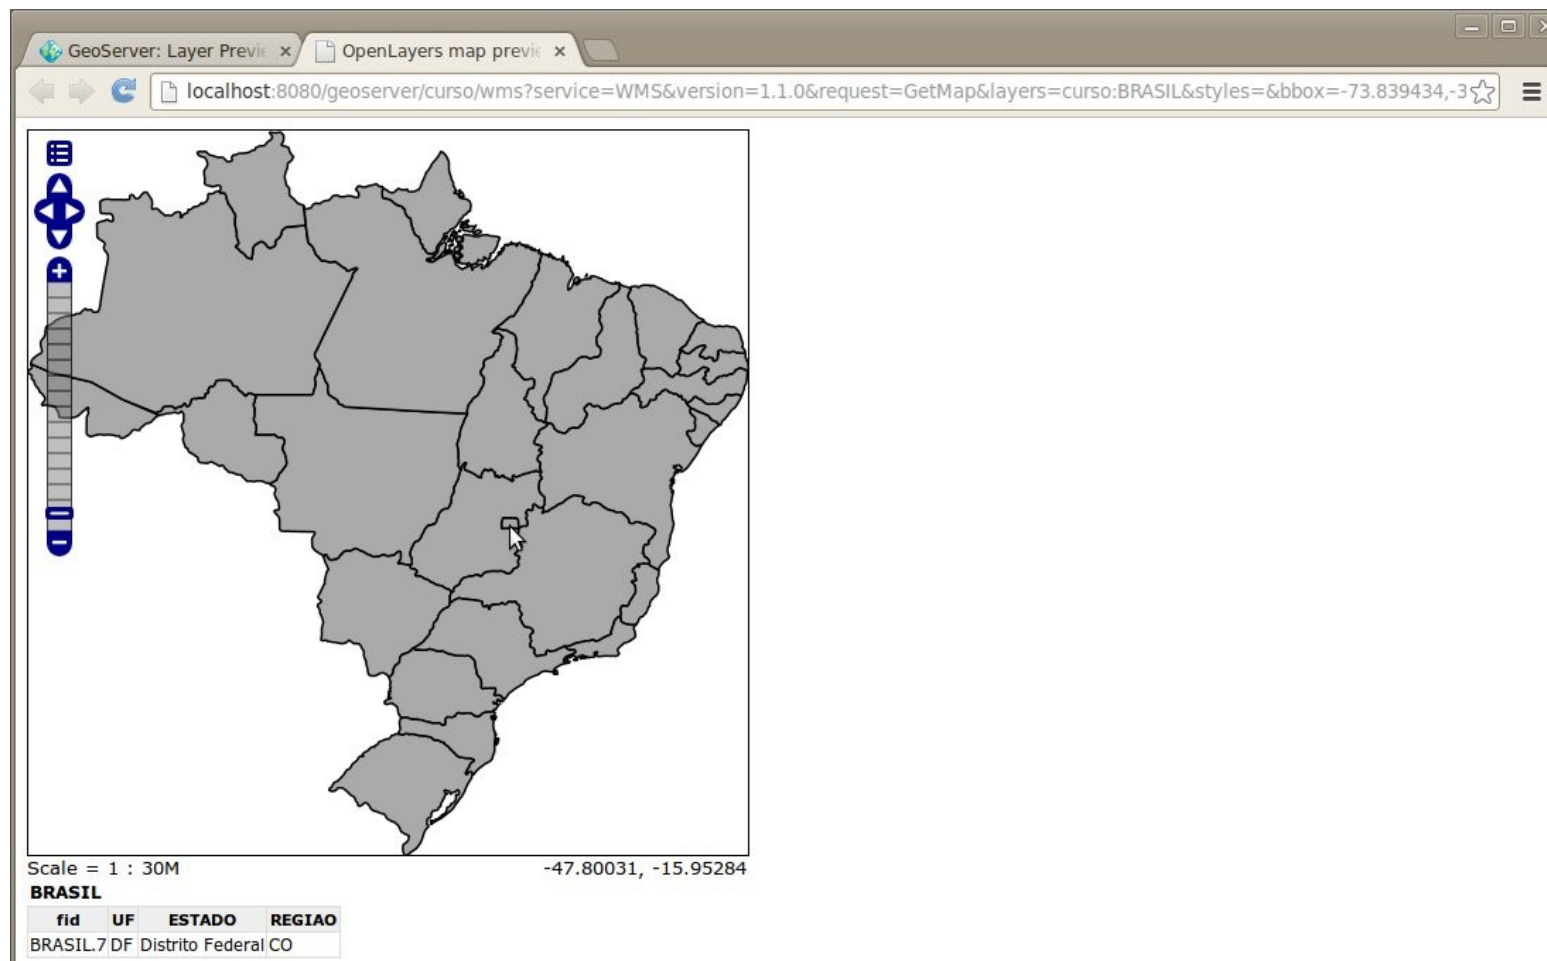 GeoServer: Layer Previe
OpenLayers map previe
localhost:8080/geoserver/curso/wms?service=WMS&version=1.1.0&request=GetMap&layers=curso:BRASIL&styles=&bbox=-73.839434,-3
Scale = 1 : 30M
-47.80031, -15.95284
BRASIL
fid UF ESTADO REGIAO
BRASIL.7 DF Distrito Federal CO